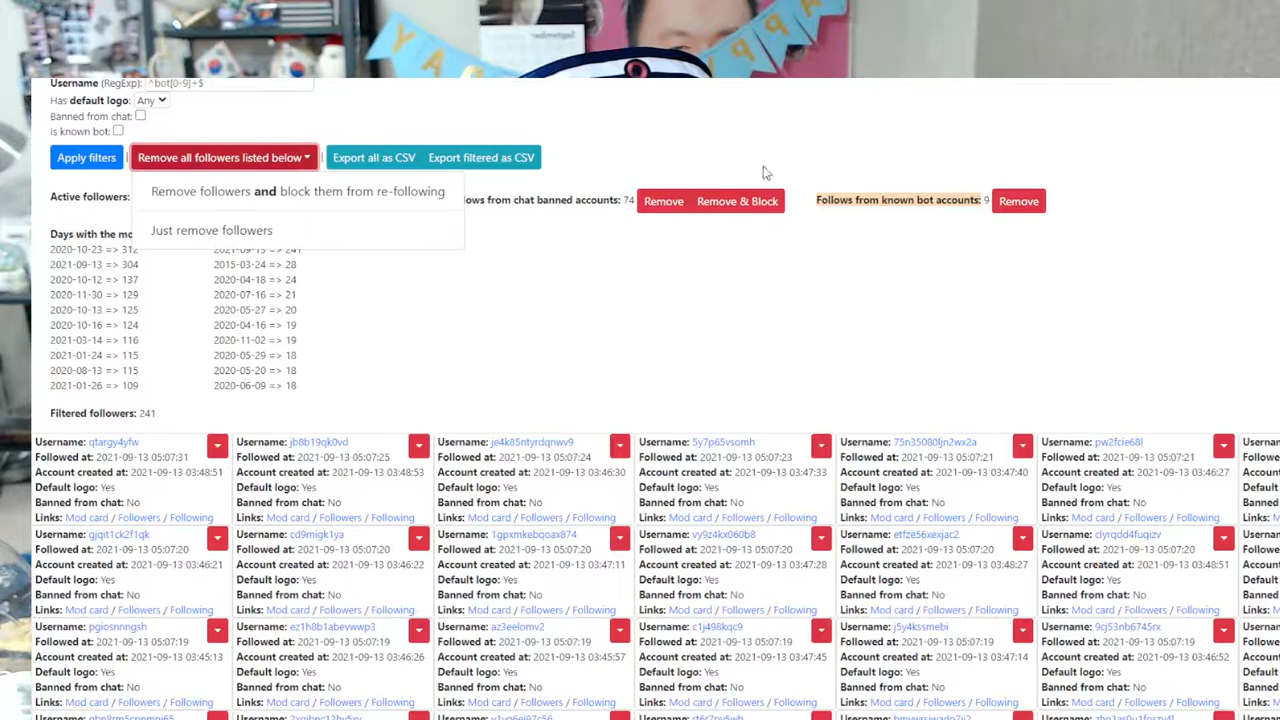 September
Username (RegExp): ^bot[0-9]+$
Has default logo: Any
Banned from chat:
Is known bot:
Apply filters | Remove all followers listed below | Export all as CSV Export filtered as CSV
Remove followers and block them from re-following
Just remove followers
Active followers:
lows from chat banned accounts: 74 Remove Remove & Block Follows from known bot accounts: 9 Remove
Days with the mo
2020-10-23 => 312 2021-09-13 => 241
2021-09-13 => 304 2015-03-24 => 28
2020-10-12 => 137 2020-04-18 => 24
2020-11-30 => 129 2020-07-16 => 21
2020-10-13 => 125 2020-05-27 => 20
2020-10-16 => 124 2020-04-16 => 19
2021-03-14 => 116 2020-11-02 => 19
2021-01-24 => 115 2020-05-29 => 18
2020-08-13 => 115 2020-05-20 => 18
2021-01-26 => 109 2020-06-09 => 18
Filtered followers: 241
Username: qtargy4yfw Username: jb8b19qk0vd Username: je4k85ntyrdqnwv9 Username: 5y7p65vsomh Username: 75n35080ljn2wx2a Username: pw2fcie68l Userna
Followed at: 2021-09-13 05:07:31 Followed at: 2021-09-13 05:07:25 Followed at: 2021-09-13 05:07:24 Followed at: 2021-09-13 05:07:23 Followed at: 2021-09-13 05:07:21 Followed at: 2021-09-13 05:07:21 Followe
Account created at: 2021-09-13 03:48:51 Account created at: 2021-09-13 03:48:53 Account created at: 2021-09-13 03:46:30 Account created at: 2021-09-13 03:47:33 Account created at: 2021-09-13 03:47:40 Account created at: 2021-09-13 03:46:27 Accoun
Default logo: Yes Default logo: Yes Default logo: Yes Default logo: Yes Default logo: Yes Default logo: Yes Default
Banned from chat: No Banned from chat: No Banned from chat: No Banned from chat: No Banned from chat: No Banned from chat: No Banned
Links: Mod card / Followers / Following Links: Mod card / Followers / Following Links: Mod card / Followers / Following Links: Mod card / Followers / Following Links: Mod card / Followers / Following Links: Mod card / Followers / Following Links: M
Username: gjqit1ck2f1qk Username: cd9migk1ya Username: 1gpxmkebqoax874 Username: vy9z4kx060b8 Username: etfze56xexjac2 Username: clyrqdd4fuqizv Userna
Followed at: 2021-09-13 05:07:20 Followed at: 2021-09-13 05:07:20 Followed at: 2021-09-13 05:07:20 Followed at: 2021-09-13 05:07:20 Followed at: 2021-09-13 05:07:20 Followed at: 2021-09-13 05:07:20 Followe
Account created at: 2021-09-13 03:46:21 Account created at: 2021-09-13 03:46:22 Account created at: 2021-09-13 03:47:11 Account created at: 2021-09-13 03:47:28 Account created at: 2021-09-13 03:48:27 Account created at: 2021-09-13 03:48:51 Accoun
Default logo: Yes Default logo: Yes Default logo: Yes Default logo: Yes Default logo: Yes Default logo: Yes Default
Banned from chat: No Banned from chat: No Banned from chat: No Banned from chat: No Banned from chat: No Banned from chat: No Banned
Links: Mod card / Followers / Following Links: Mod card / Followers / Following Links: Mod card / Followers / Following Links: Mod card / Followers / Following Links: Mod card / Followers / Following Links: Mod card / Followers / Following Links: M
Username: pgiosnnngsh Username: ez1h8b1abevwwp3 Username: az3eelomv2 Username: c1j498kqc9 Username: j5y4kssmebi Username: 9cj53nb6745rx Userna
Followed at: 2021-09-13 05:07:19 Followed at: 2021-09-13 05:07:19 Followed at: 2021-09-13 05:07:19 Followed at: 2021-09-13 05:07:19 Followed at: 2021-09-13 05:07:19 Followed at: 2021-09-13 05:07:19 Followe
Account created at: 2021-09-13 03:45:13 Account created at: 2021-09-13 03:46:26 Account created at: 2021-09-13 03:45:57 Account created at: 2021-09-13 03:47:45 Account created at: 2021-09-13 03:47:14 Account created at: 2021-09-13 03:46:52 Accoun
Default logo: Yes Default logo: Yes Default logo: Yes Default logo: Yes Default logo: Yes Default logo: Yes Default
Banned from chat: No Banned from chat: No Banned from chat: No Banned from chat: No Banned from chat: No Banned from chat: No Banned
Links: Mod card / Followers / Following Links: Mod card / Followers / Following Links: Mod card / Followers / Following Links: Mod card / Followers / Following Links: Mod card / Followers / Following Links: Mod card / Followers / Following Links: M